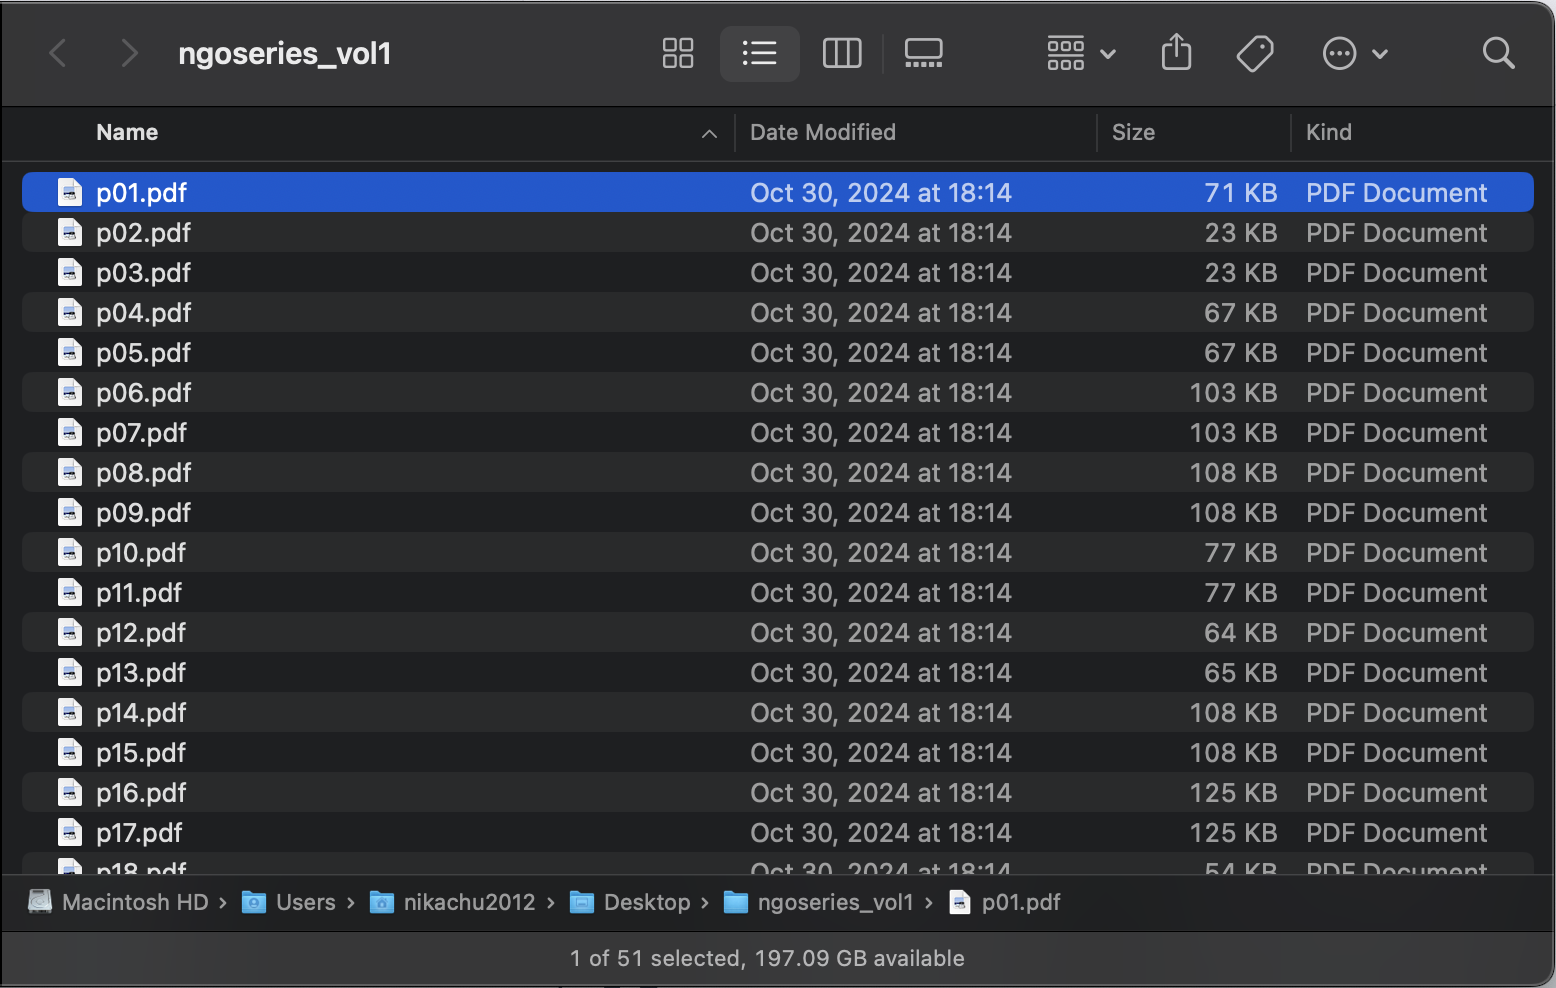 ngoseries_vol1
Name Date Modified Size Kind
p01.pdf Oct 30, 2024 at 18:14 71 KB PDF Document
p02.pdf Oct 30, 2024 at 18:14 23 KB PDF Document
p03.pdf Oct 30, 2024 at 18:14 23 KB PDF Document
p04.pdf Oct 30, 2024 at 18:14 67 KB PDF Document
p05.pdf Oct 30, 2024 at 18:14 67 KB PDF Document
p06.pdf Oct 30, 2024 at 18:14 103 KB PDF Document
p07.pdf Oct 30, 2024 at 18:14 103 KB PDF Document
p08.pdf Oct 30, 2024 at 18:14 108 KB PDF Document
p09.pdf Oct 30, 2024 at 18:14 108 KB PDF Document
p10.pdf Oct 30, 2024 at 18:14 77 KB PDF Document
p11.pdf Oct 30, 2024 at 18:14 77 KB PDF Document
p12.pdf Oct 30, 2024 at 18:14 64 KB PDF Document
p13.pdf Oct 30, 2024 at 18:14 65 KB PDF Document
p14.pdf Oct 30, 2024 at 18:14 108 KB PDF Document
p15.pdf Oct 30, 2024 at 18:14 108 KB PDF Document
p16.pdf Oct 30, 2024 at 18:14 125 KB PDF Document
p17.pdf Oct 30, 2024 at 18:14 125 KB PDF Document
p18.pdf Oct 30, 2024 at 18:14 54 KB PDF Document
Macintosh HD › Users › nikachu2012 › Desktop › ngoseries_vol1 › p01.pdf
1 of 51 selected, 197.09 GB available